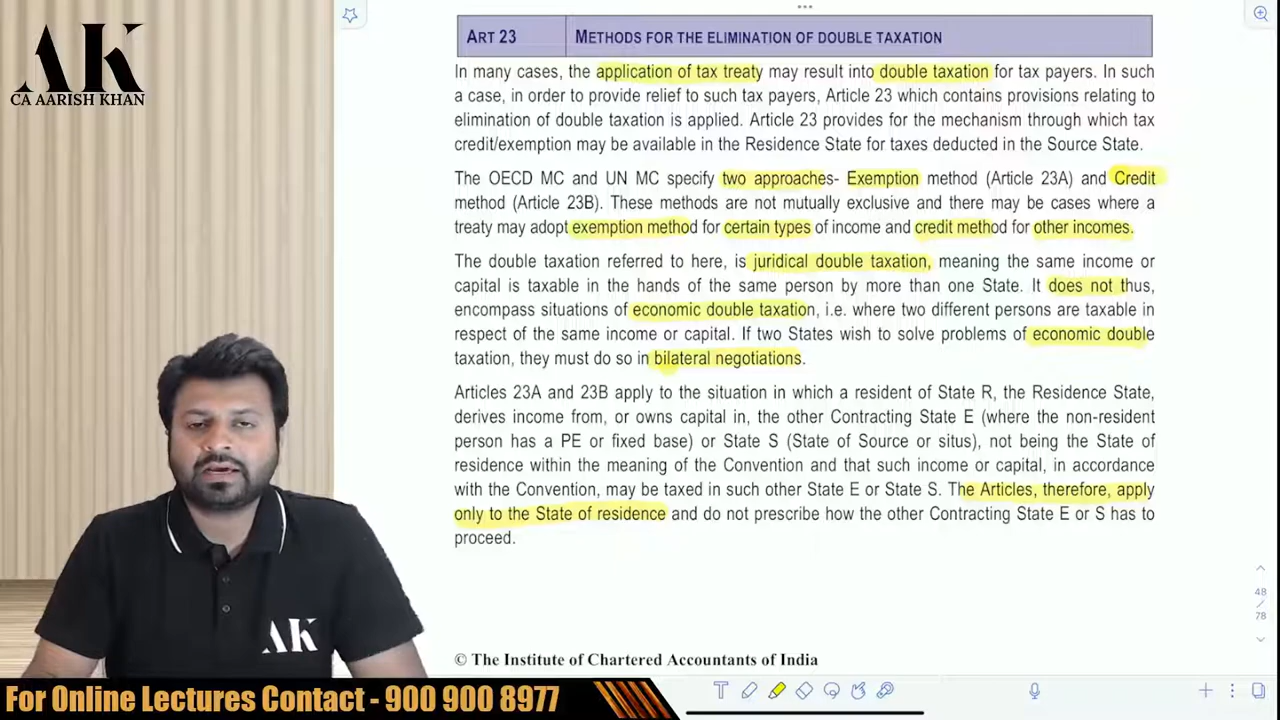 AK
CA AARISH KHAN
ART 23 METHODS FOR THE ELIMINATION OF DOUBLE TAXATION
In many cases, the application of tax treaty may result into double taxation for tax payers. In such
a case, in order to provide relief to such tax payers, Article 23 which contains provisions relating to
elimination of double taxation is applied. Article 23 provides for the mechanism through which tax
credit/exemption may be available in the Residence State for taxes deducted in the Source State.
The OECD MC and UN MC specify two approaches- Exemption method (Article 23A) and Credit
method (Article 23B). These methods are not mutually exclusive and there may be cases where a
treaty may adopt exemption method for certain types of income and credit method for other incomes.
The double taxation referred to here, is juridical double taxation, meaning the same income or
capital is taxable in the hands of the same person by more than one State. It does not thus,
encompass situations of economic double taxation, i.e. where two different persons are taxable in
respect of the same income or capital. If two States wish to solve problems of economic double
taxation, they must do so in bilateral negotiations.
Articles 23A and 23B apply to the situation in which a resident of State R, the Residence State,
derives income from, or owns capital in, the other Contracting State E (where the non-resident
person has a PE or fixed base) or State S (State of Source or situs), not being the State of
residence within the meaning of the Convention and that such income or capital, in accordance
with the Convention, may be taxed in such other State E or State S. The Articles, therefore, apply
only to the State of residence and do not prescribe how the other Contracting State E or S has to
proceed.
48
/
78
© The Institute of Chartered Accountants of India
AK
For Online Lectures Contact - 900 900 8977